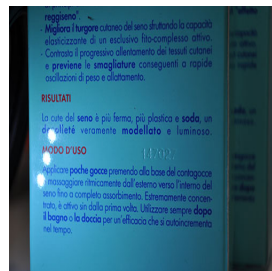 reggiseno".
- Migliora il turgore cutaneo del seno sfruttando la capacità
elasticizzante di un esclusivo fito-complesso attivo.
- Contrasta il progressivo allentamento dei tessuti cutanei
e previene le smagliature conseguenti a rapide
oscillazioni di peso e allattamento.
RISULTATI
La cute del seno è più ferma, più plastica e soda, un
decolleté veramente modellato e luminoso.
MODO D'USO
Applicare poche gocce premendo alla base del contagocce
e massaggiare ritmicamente dall'esterno verso l'interno del
seno fino a completo assorbimento. Estremamente concen-
trato, è attivo sin dalla prima volta. Utilizzare sempre dopo
il bagno o la doccia per un'efficacia che si autoincrementa
nel tempo.